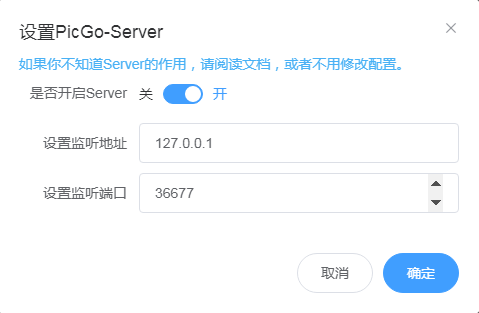 设置PicGo-Server
如果你不知道Server的作用，请阅读文档，或者不用修改配置。
是否开启Server 关 开
设置监听地址 127.0.0.1
设置监听端口 36677
取消 确定